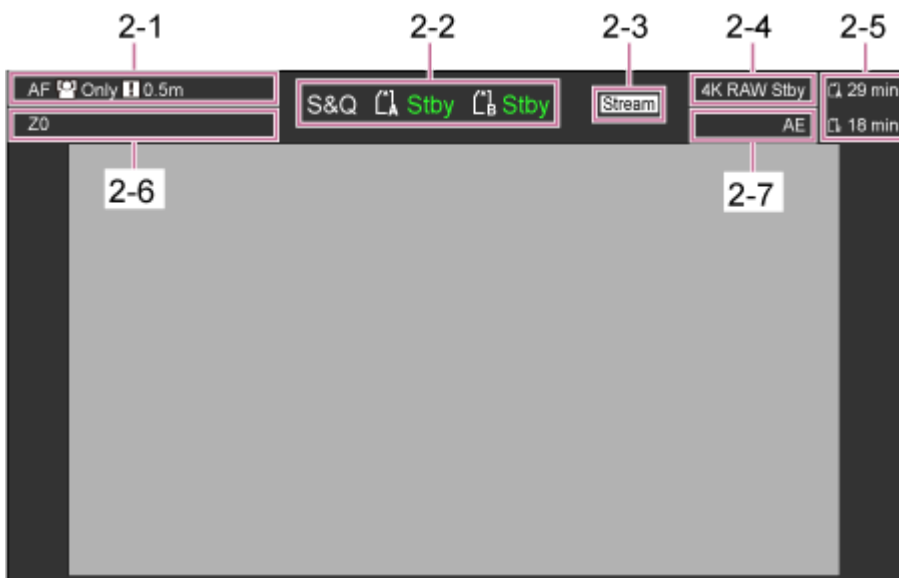 2-1 2-2 2-3 2-4 2-5
AF Only 0.5m
S&Q A Stby B Stby
Stream
4K RAW Stby
A 29 min
Z0
AE
B 18 min
2-6
2-7